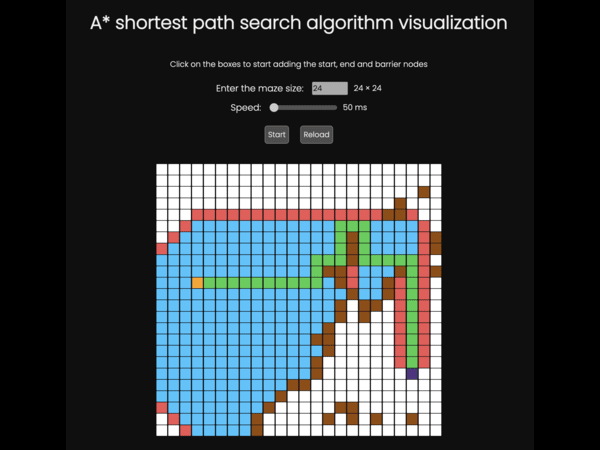 A* shortest path search algorithm visualization
Click on the boxes to start adding the start, end and barrier nodes
Enter the maze size: 24 24 × 24
Speed: 50 ms
Start Reload